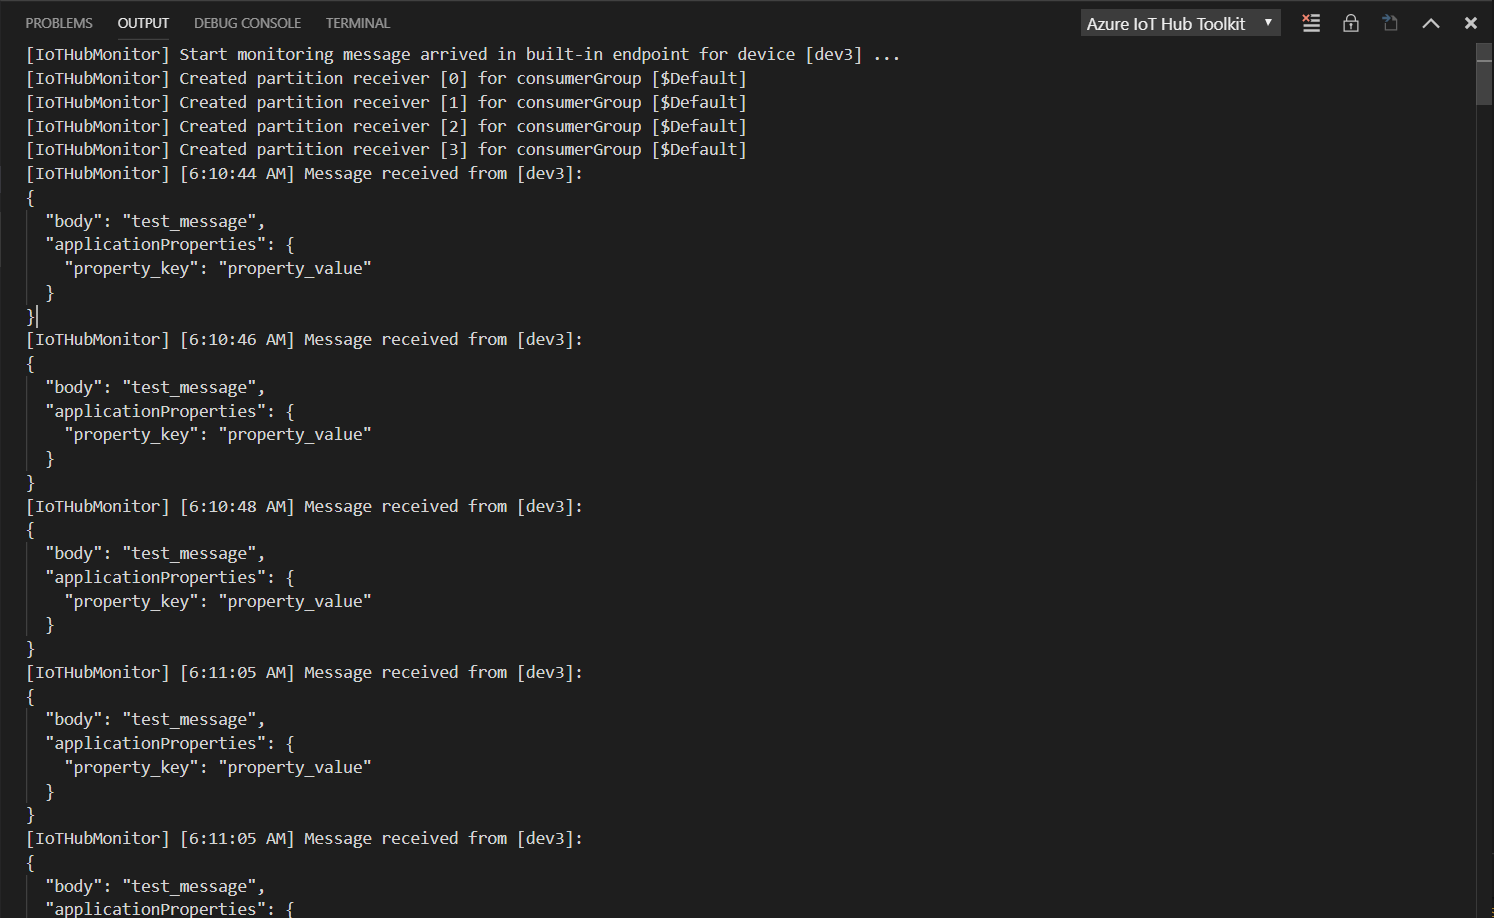 PROBLEMS OUTPUT DEBUG CONSOLE TERMINAL Azure IoT Hub Toolkit
[IoTHubMonitor] Start monitoring message arrived in built-in endpoint for device [dev3] ...
[IoTHubMonitor] Created partition receiver [0] for consumerGroup [$Default]
[IoTHubMonitor] Created partition receiver [1] for consumerGroup [$Default]
[IoTHubMonitor] Created partition receiver [2] for consumerGroup [$Default]
[IoTHubMonitor] Created partition receiver [3] for consumerGroup [$Default]
[IoTHubMonitor] [6:10:44 AM] Message received from [dev3]:
{
  "body": "test_message",
  "applicationProperties": {
    "property_key": "property_value"
  }
}
[IoTHubMonitor] [6:10:46 AM] Message received from [dev3]:
{
  "body": "test_message",
  "applicationProperties": {
    "property_key": "property_value"
  }
}
[IoTHubMonitor] [6:10:48 AM] Message received from [dev3]:
{
  "body": "test_message",
  "applicationProperties": {
    "property_key": "property_value"
  }
}
[IoTHubMonitor] [6:11:05 AM] Message received from [dev3]:
{
  "body": "test_message",
  "applicationProperties": {
    "property_key": "property_value"
  }
}
[IoTHubMonitor] [6:11:05 AM] Message received from [dev3]:
{
  "body": "test_message",
  "applicationProperties": {